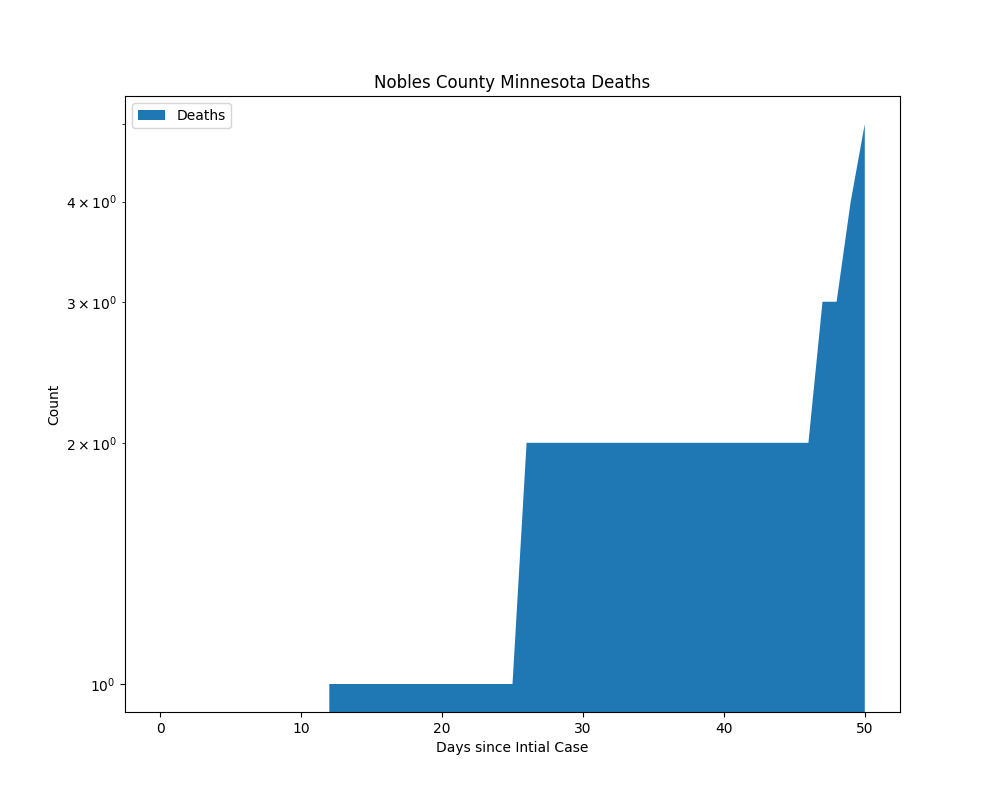 Nobles County Minnesota Deaths
Deaths
4 × 10⁰
3 × 10⁰
Count
2 × 10⁰
10⁰
0 10 20 30 40 50
Days since Intial Case